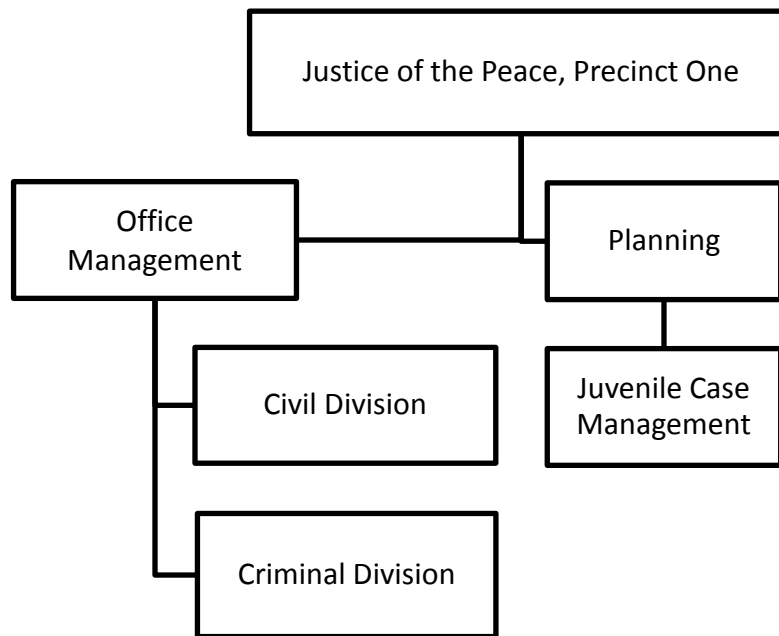 Justice of the Peace, Precinct One
Office
Management
Planning
Civil Division
Juvenile Case
Management
Criminal Division